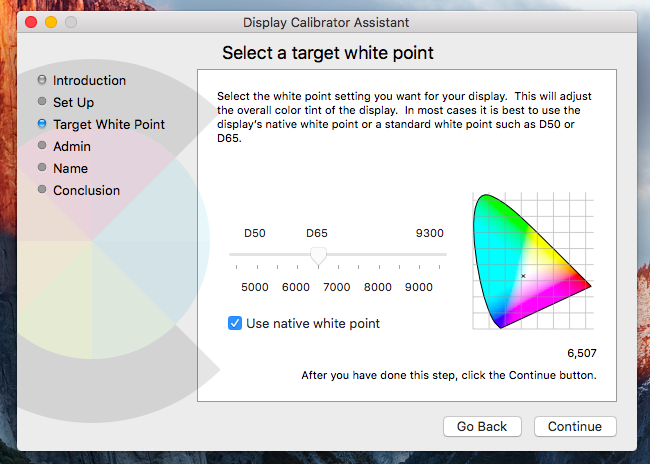 Display Calibrator Assistant
Select a target white point
Introduction
Set Up
Target White Point
Admin
Name
Conclusion
Select the white point setting you want for your display.  This will adjust
the overall color tint of the display.  In most cases it is best to use the
display's native white point or a standard white point such as D50 or
D65.
D50 D65 9300
5000 6000 7000 8000 9000
Use native white point
6,507
After you have done this step, click the Continue button.
Go Back Continue